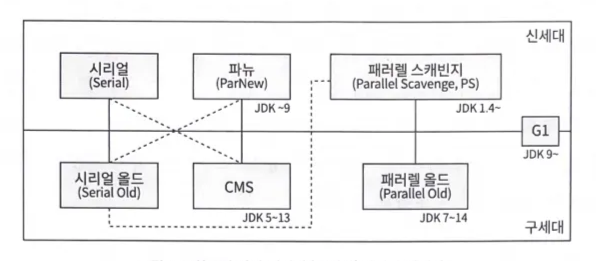 신세대
시리얼
(Serial)
파뉴
(ParNew)
패러렐 스캐빈지
(Parallel Scavenge, PS)
JDK ~9
JDK 1.4~
G1
JDK 9~
시리얼 올드
(Serial Old)
CMS
패러렐 올드
(Parallel Old)
JDK 5~13
JDK 7~14
구세대